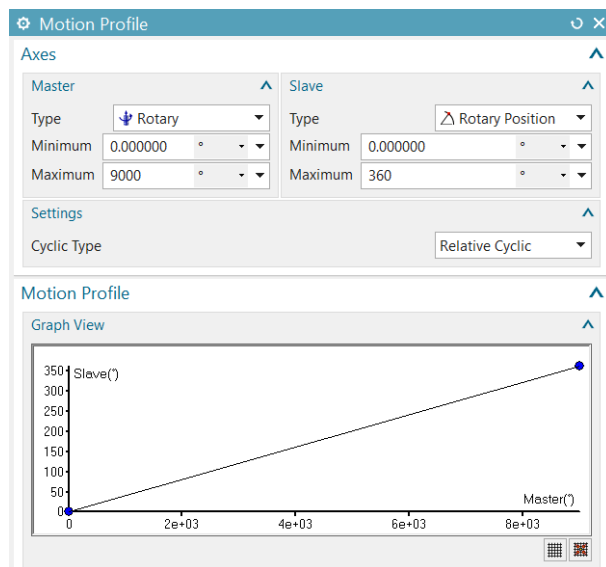 Motion Profile
Axes
Master
Slave
Type Rotary
Type Rotary Position
Minimum 0.000000 °
Minimum 0.000000 °
Maximum 9000 °
Maximum 360 °
Settings
Cyclic Type Relative Cyclic
Motion Profile
Graph View
350 Slave(°)
300
250
200
150
100
50
0
Master(°)
0 2e+03 4e+03 6e+03 8e+03